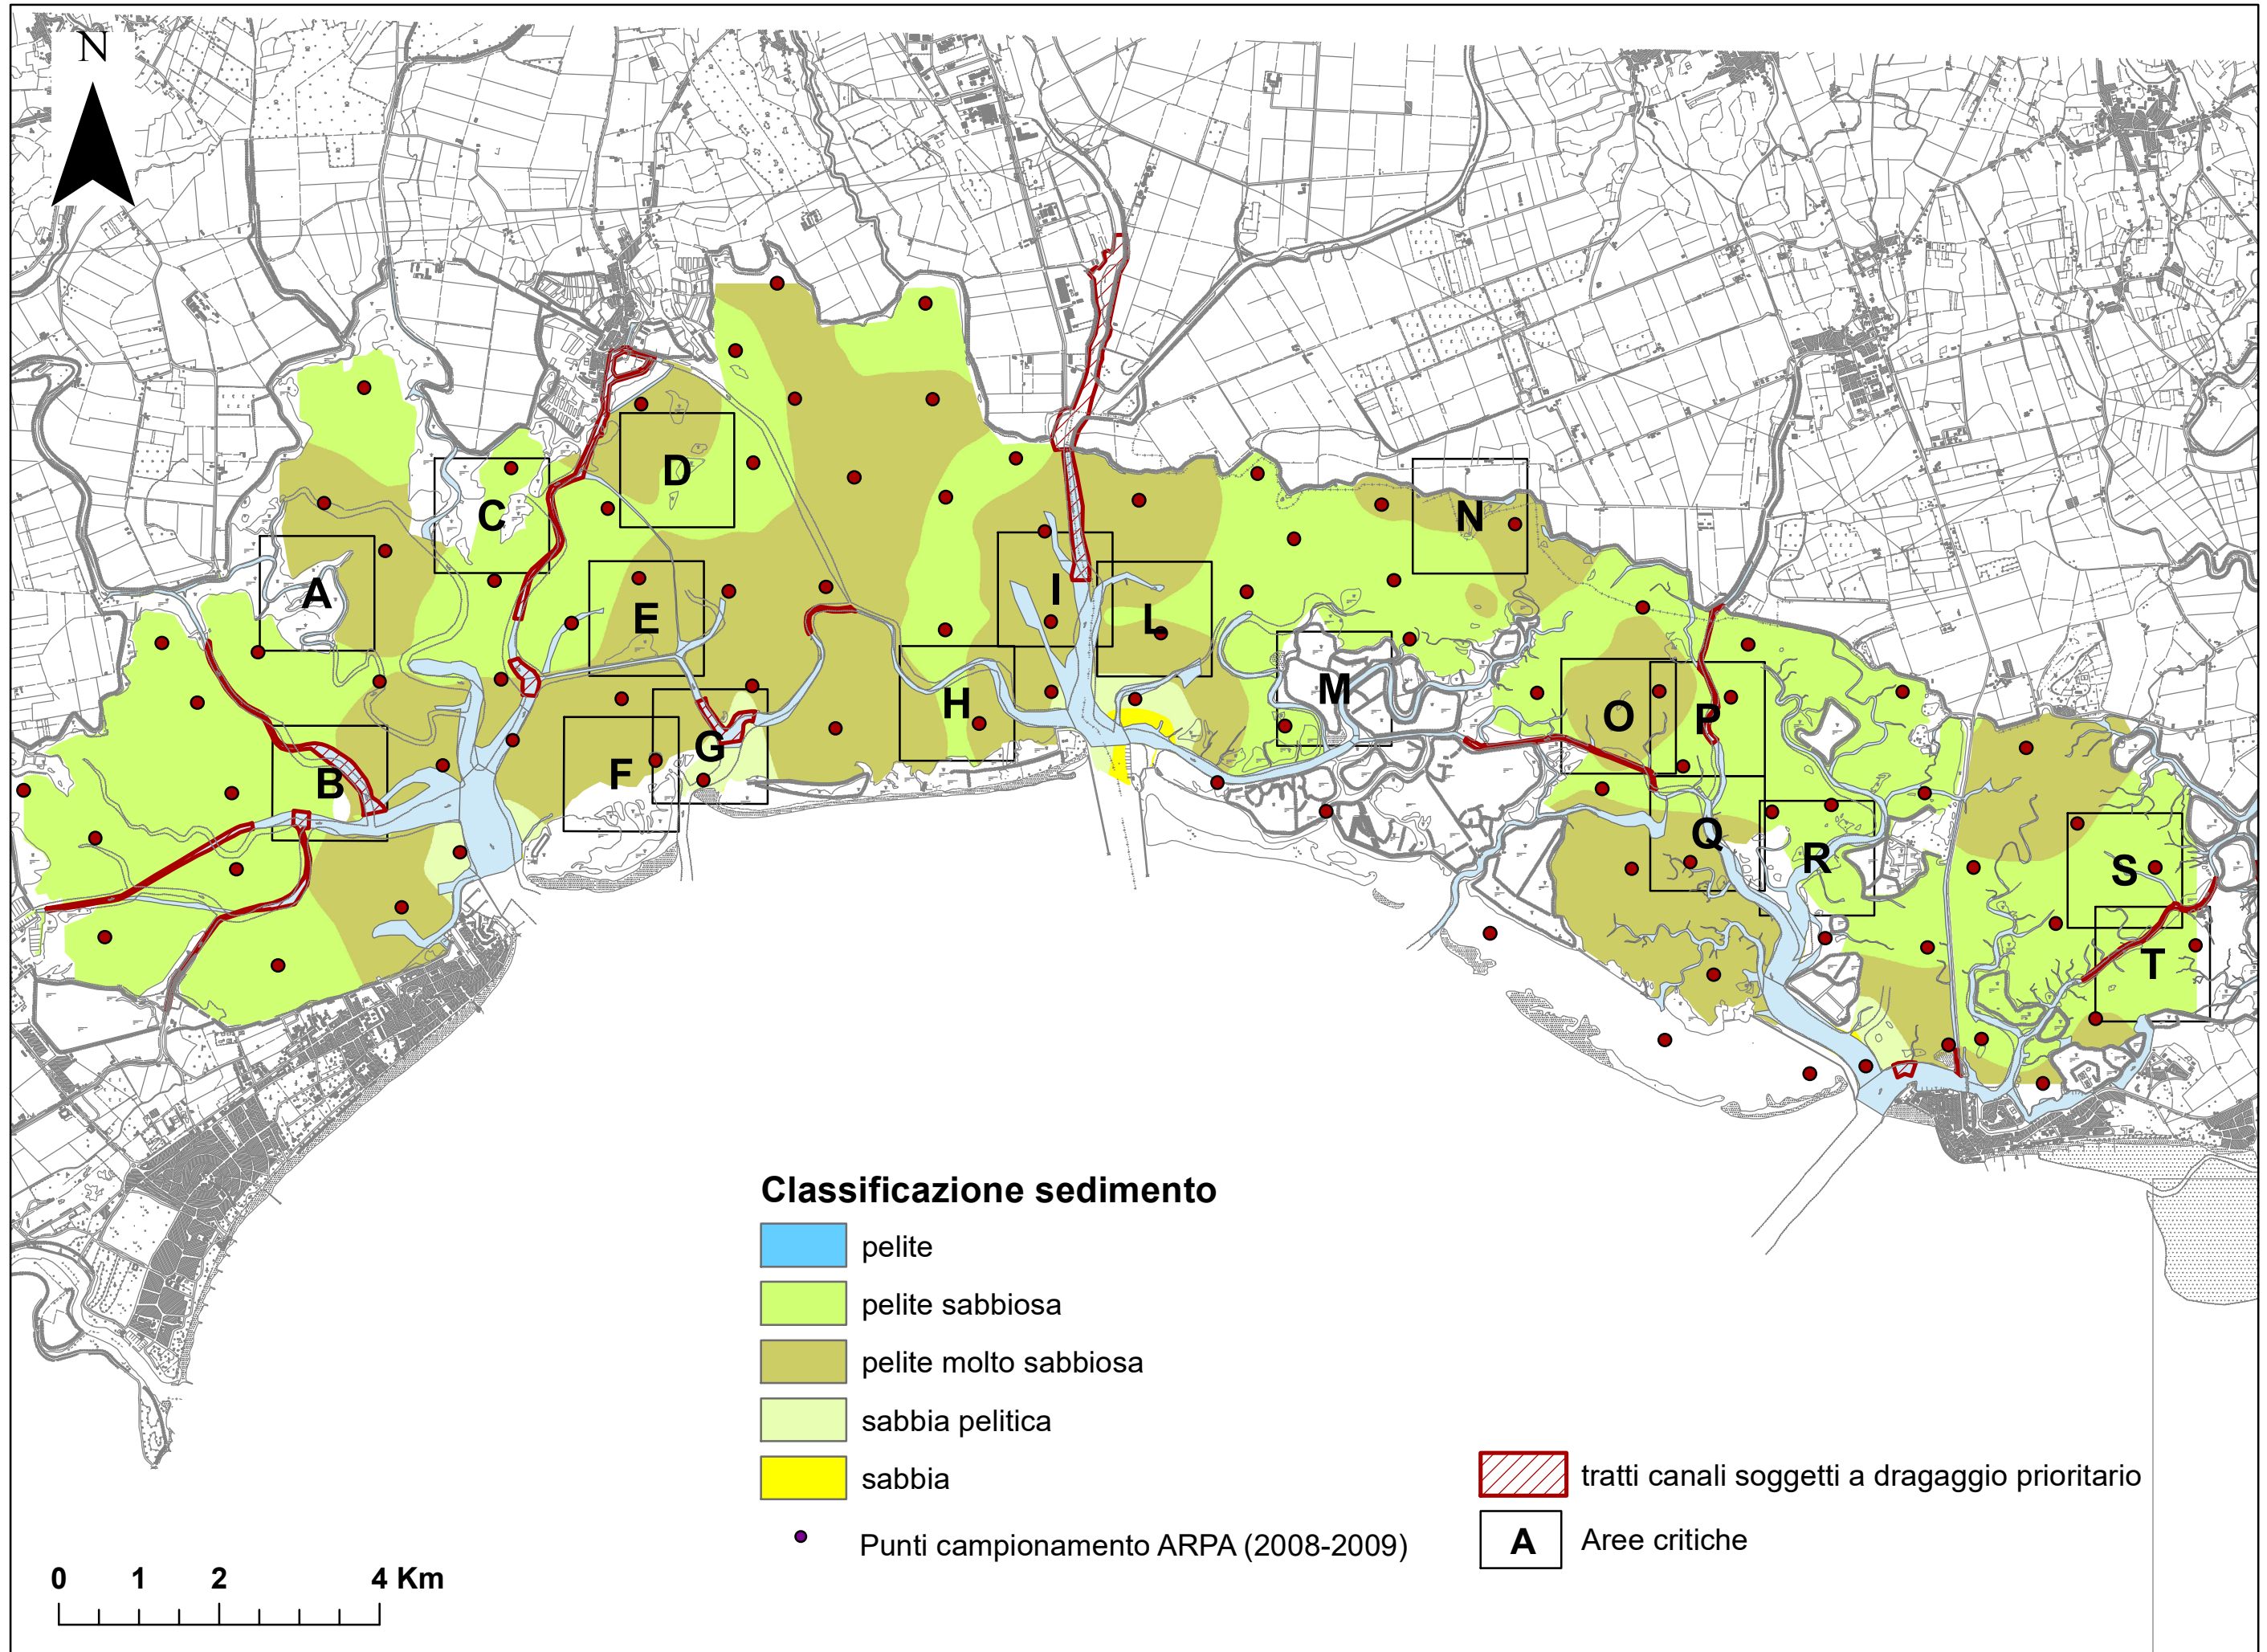 N
D
C
N
A
I
E
L
M
H
O
P
G
F
B
Q
R
S
T
Classificazione sedimento
pelite
pelite sabbiosa
pelite molto sabbiosa
sabbia pelitica
sabbia
Punti campionamento ARPA (2008-2009)
tratti canali soggetti a dragaggio prioritario
A Aree critiche
0 1 2 4 Km